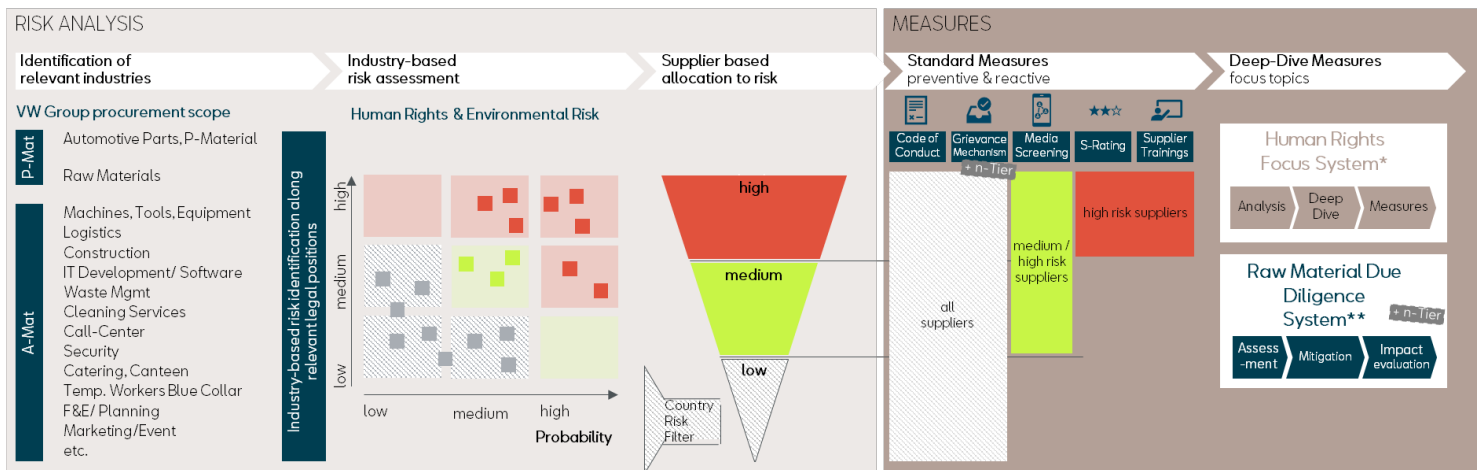 RISK ANALYSIS
Identification of
relevant industries
Industry-based
risk assessment
Supplier based
allocation to risk
VW Group procurement scope
P-Mat
Automotive Parts, P-Material
Raw Materials
A-Mat
Machines, Tools, Equipment
Logistics
Construction
IT Development/ Software
Waste Mgmt
Cleaning Services
Call-Center
Security
Catering, Canteen
Temp. Workers Blue Collar
F&E/ Planning
Marketing/Event
etc.
Industry-based risk identification along
relevant legal positions
Human Rights & Environmental Risk
high
medium
low
low
medium
high
Probability
high
medium
low
Country
Risk
Filter
MEASURES
Standard Measures
preventive & reactive
Deep-Dive Measures
focus topics
Code of
Conduct
Grievance
Mechanism
+ n-Tier
Media
Screening
S-Rating
Supplier
Trainings
all
suppliers
medium /
high risk
suppliers
high risk suppliers
Human Rights
Focus System*
Analysis
Deep
Dive
Measures
Raw Material Due
Diligence
System**
+ n-Tier
Assess
-ment
Mitigation
Impact
evaluation